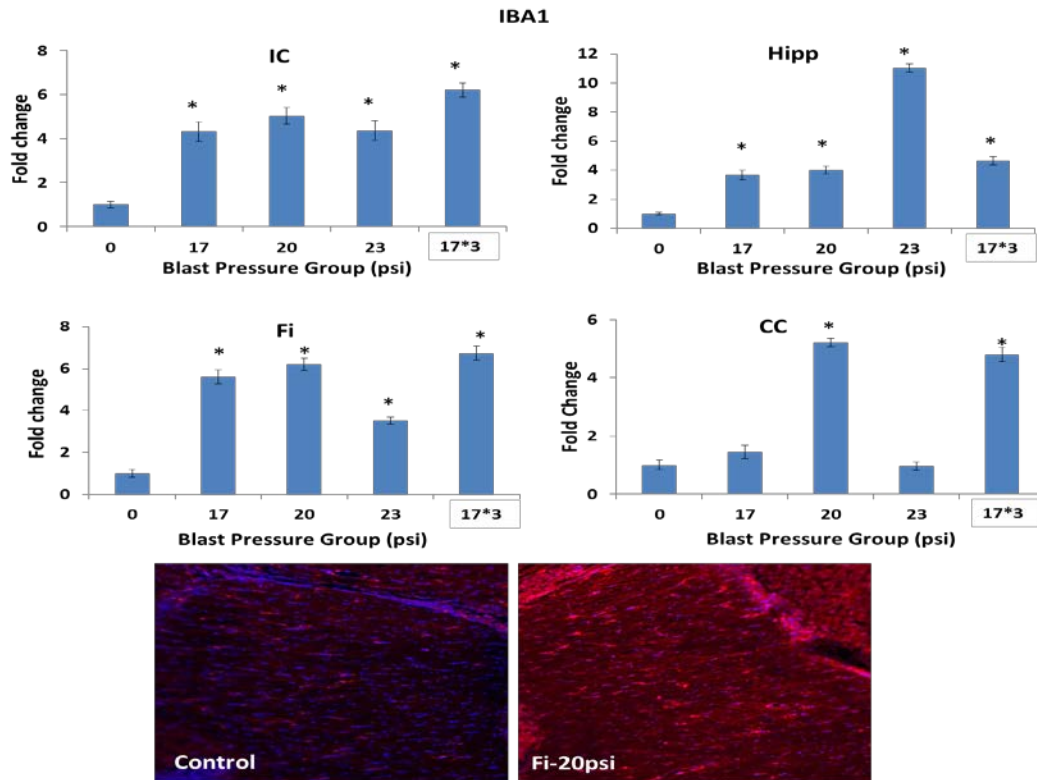 IBA1
IC
8
6
4
2
0
Fold change
* * * *
0 17 20 23 17*3
Blast Pressure Group (psi)
Hipp
12
10
8
6
4
2
0
Fold change
* * * *
0 17 20 23 17*3
Blast Pressure Group (psi)
Fi
8
6
4
2
0
Fold change
* * * *
0 17 20 23 17*3
Blast Pressure Group (psi)
CC
6
4
2
0
Fold Change
* *
0 17 20 23 17*3
Blast Pressure Group (psi)
Control
Fi-20psi